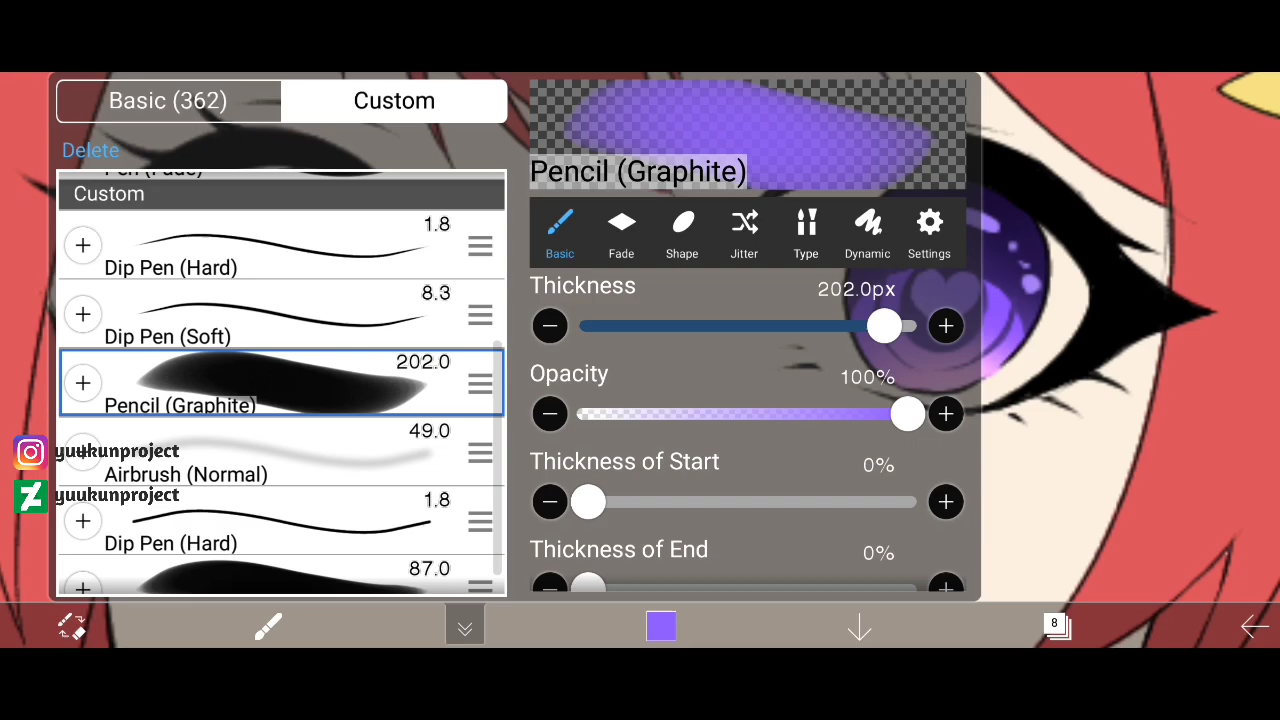 Basic (362)
Custom
Delete
Pen (Fade)
Custom
1.8
Dip Pen (Hard)
8.3
Dip Pen (Soft)
202.0
Pencil (Graphite)
49.0
Airbrush (Normal)
1.8
Dip Pen (Hard)
87.0
yuukunproject
yuukunproject
Pencil (Graphite)
Basic
Fade
Shape
Jitter
Type
Dynamic
Settings
Thickness
202.0px
Opacity
100%
Thickness of Start
0%
Thickness of End
0%
8